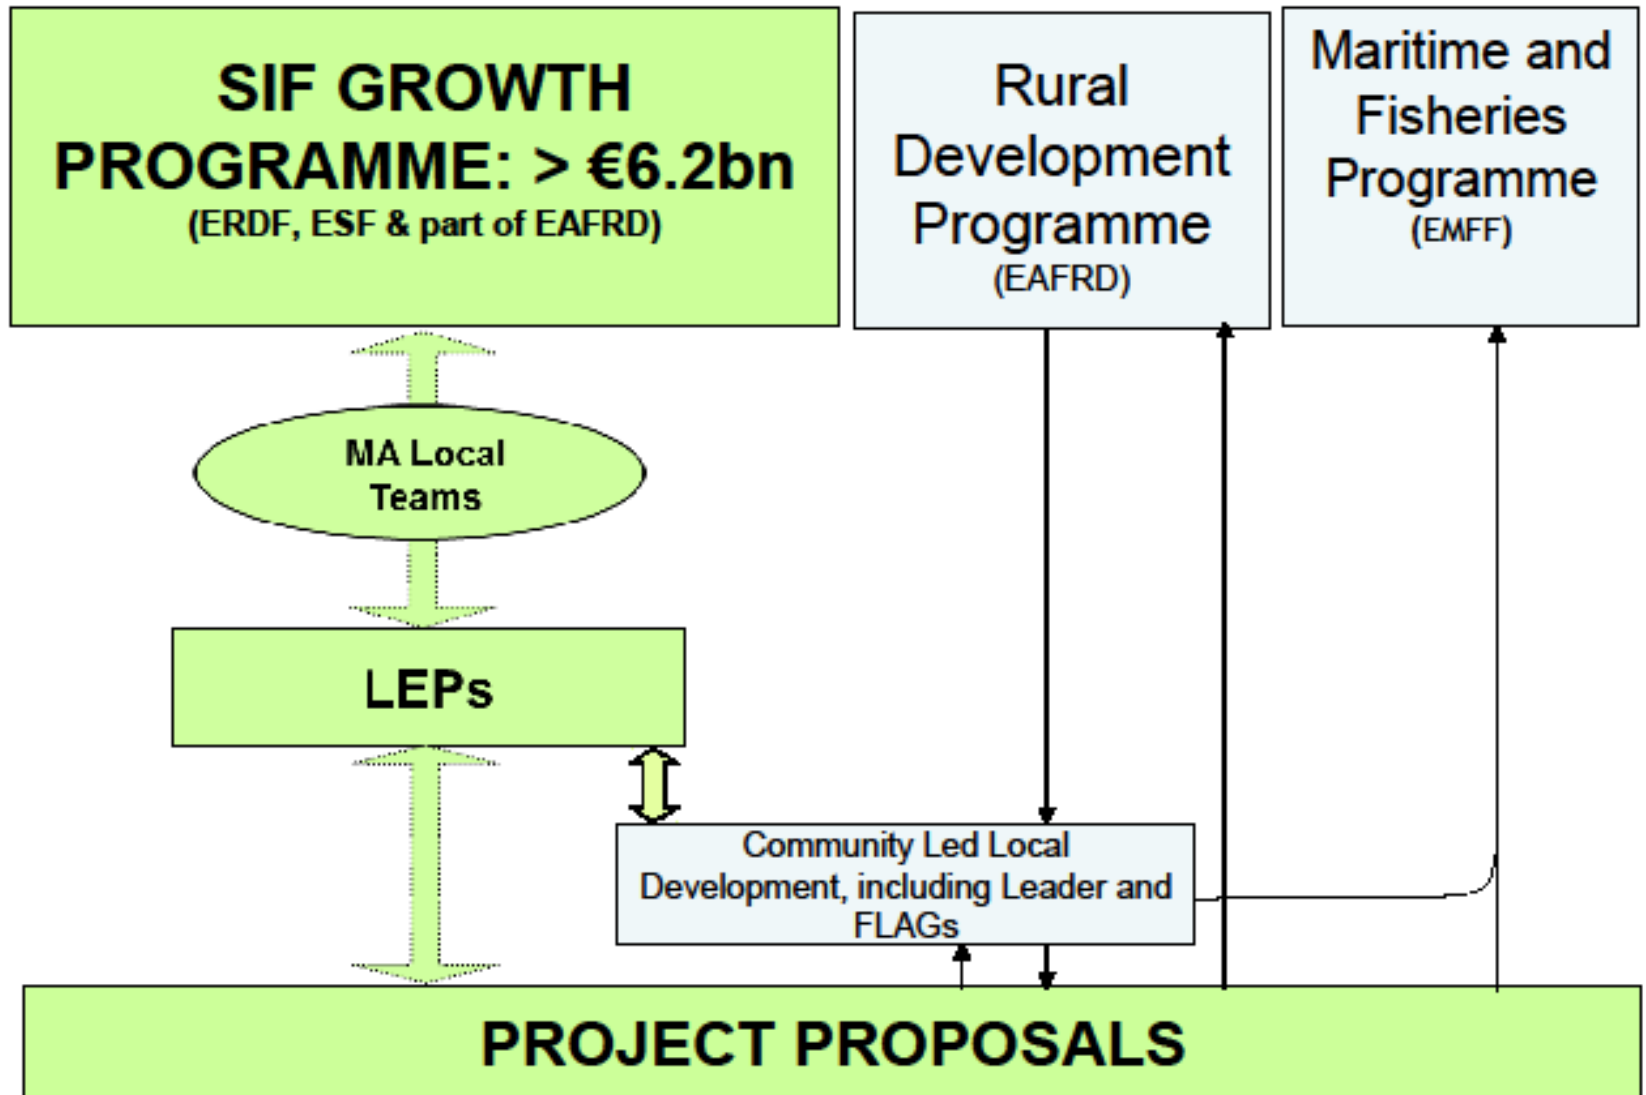 SIF GROWTH
PROGRAMME: > €6.2bn
(ERDF, ESF & part of EAFRD)
Rural
Development
Programme
(EAFRD)
Maritime and
Fisheries
Programme
(EMFF)
MA Local
Teams
LEPs
Community Led Local
Development, including Leader and
FLAGs
PROJECT PROPOSALS